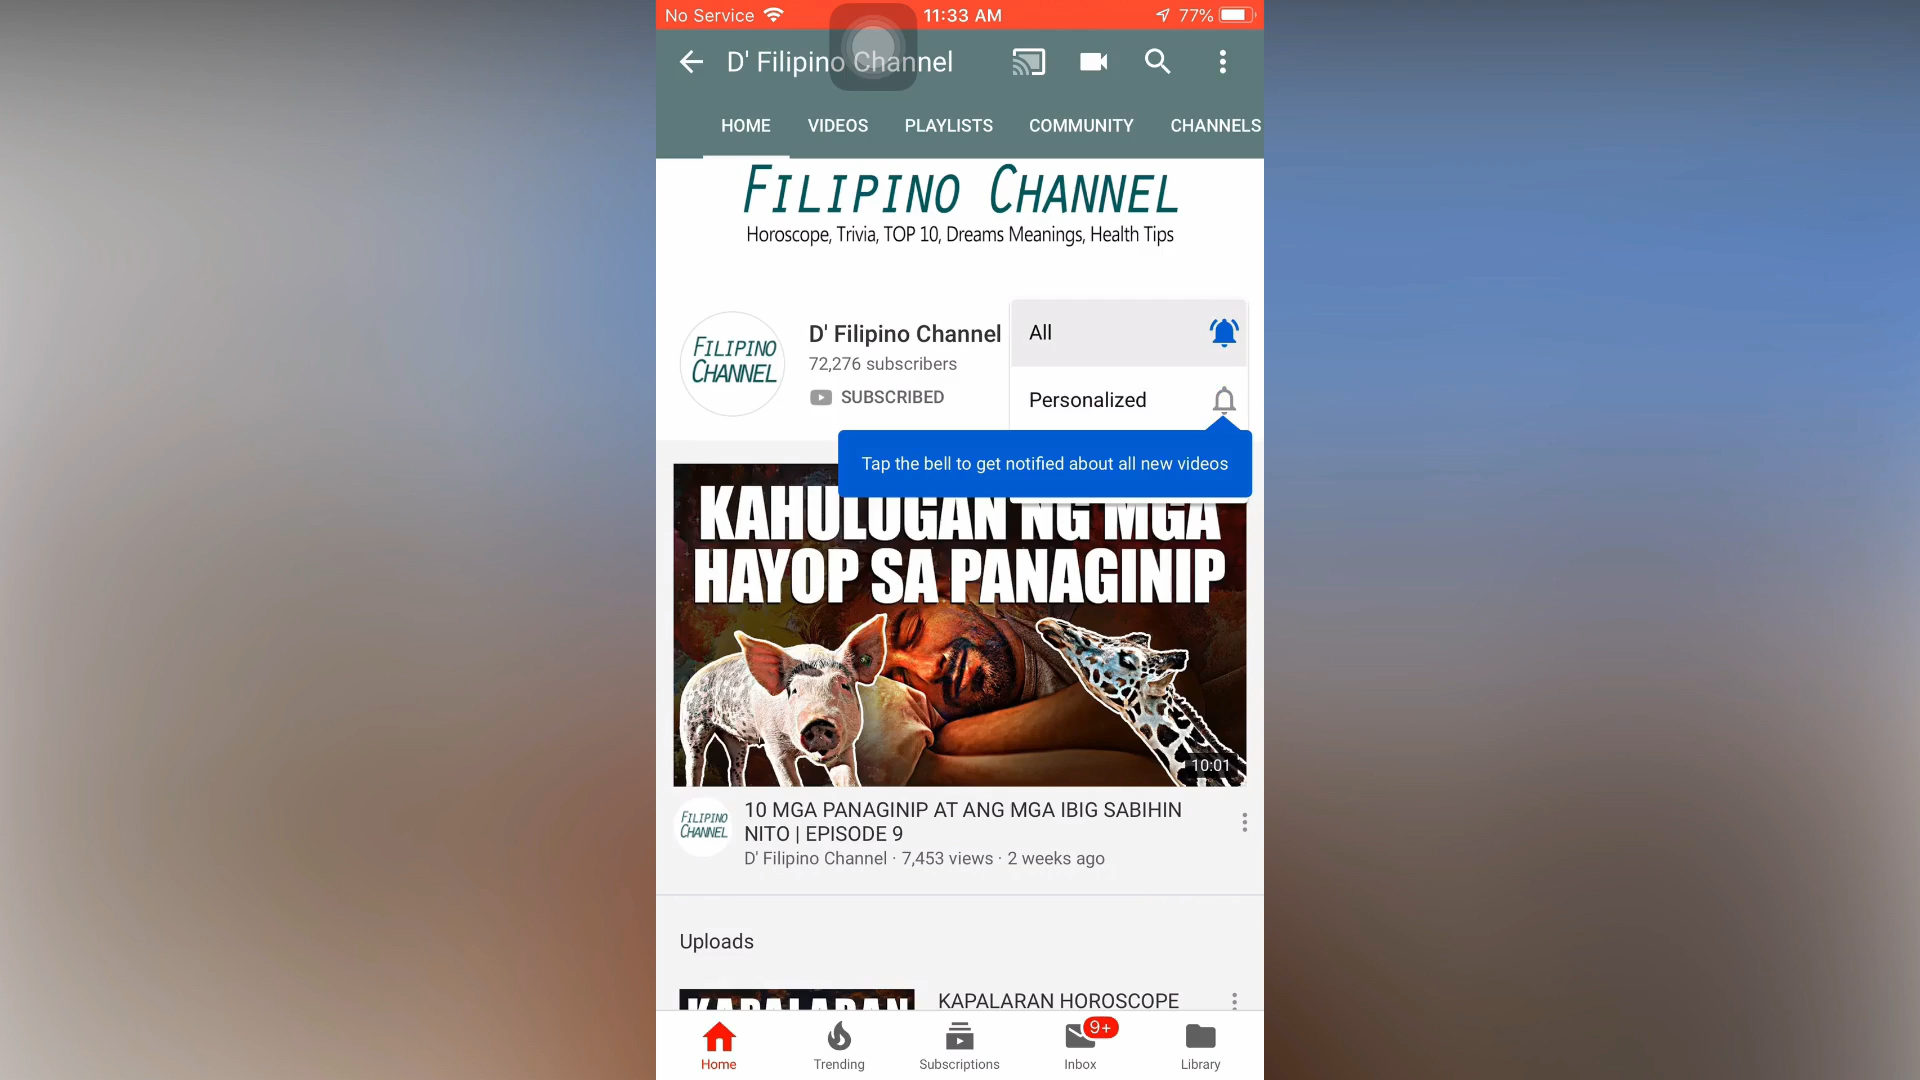 No Service
11:33 AM
77%
D' Filipino Channel
HOME
VIDEOS
PLAYLISTS
COMMUNITY
CHANNELS
FILIPINO CHANNEL
Horoscope, Trivia, TOP 10, Dreams Meanings, Health Tips
FILIPINO
CHANNEL
D' Filipino Channel
72,276 subscribers
SUBSCRIBED
All
Personalized
Tap the bell to get notified about all new videos
KAHULUGAN NG MGA
HAYOP SA PANAGINIP
10:01
FILIPINO
CHANNEL
10 MGA PANAGINIP AT ANG MGA IBIG SABIHIN
NITO | EPISODE 9
D' Filipino Channel · 7,453 views · 2 weeks ago
Uploads
KAPALARAN
KAPALARAN HOROSCOPE
9+
Home
Trending
Subscriptions
Inbox
Library